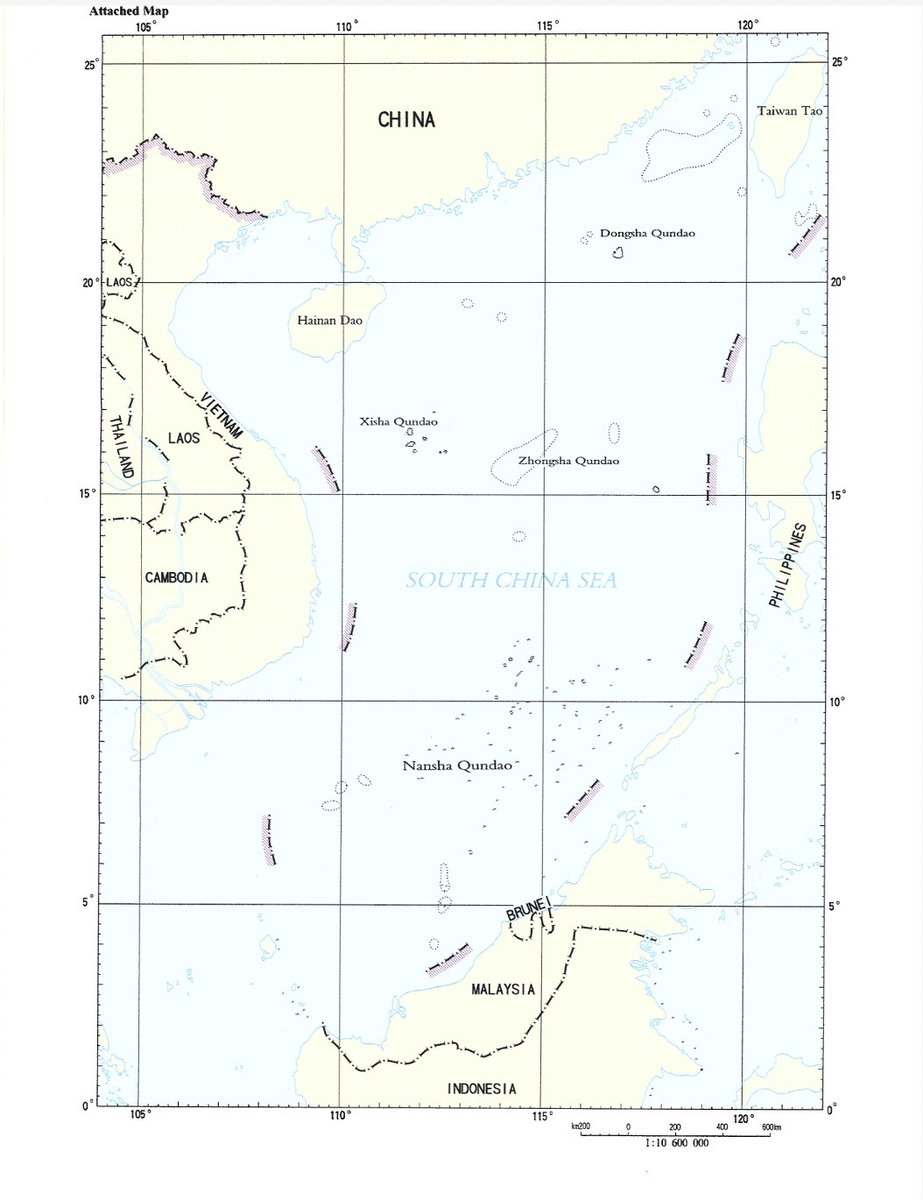 Attached Map
105° 110° 115° 120°
25° 25°
CHINA
Taiwan Tao
Dongsha Qundao
20° LAOS 20°
Hainan Dao
VIETNAM
Xisha Qundao
THAILAND
LAOS
Zhongsha Qundao
15° 15°
PHILIPPINES
CAMBODIA
SOUTH CHINA SEA
10° 10°
Nansha Qundao
5° 5°
BRUNEI
MALAYSIA
INDONESIA
0° 0°
105° 110° 115° 120°
km200 0 200 400 600km
1:10 600 000